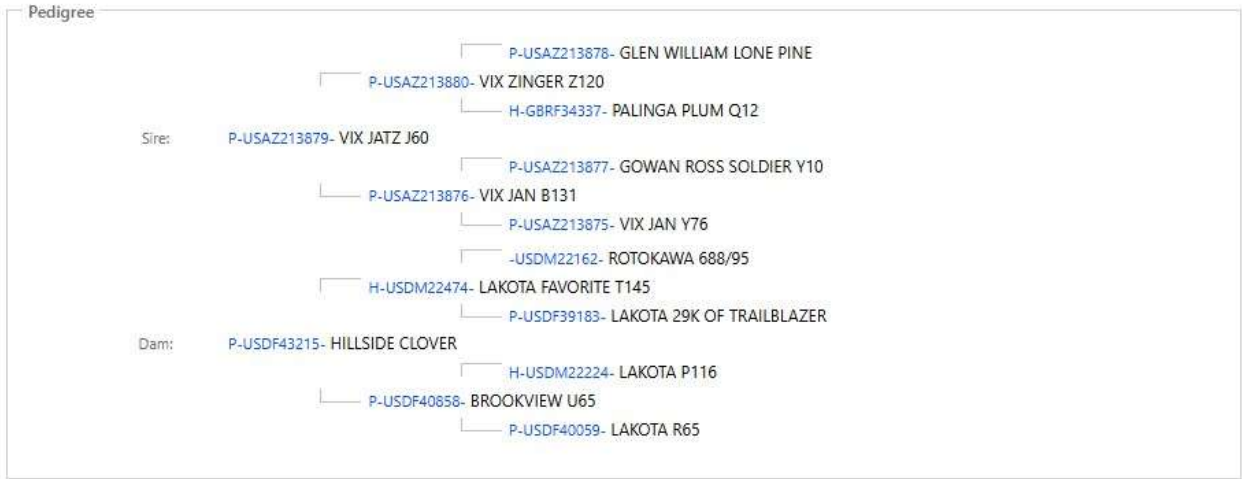 Pedigree
P-USAZ213878- GLEN WILLIAM LONE PINE
P-USAZ213880- VIX ZINGER Z120
H-GBRF34337- PALINGA PLUM Q12
Sire: P-USAZ213879- VIX JATZ J60
P-USAZ213877- GOWAN ROSS SOLDIER Y10
P-USAZ213876- VIX JAN B131
P-USAZ213875- VIX JAN Y76
-USDM22162- ROTOKAWA 688/95
H-USDM22474- LAKOTA FAVORITE T145
P-USDF39183- LAKOTA 29K OF TRAILBLAZER
Dam: P-USDF43215- HILLSIDE CLOVER
H-USDM22224- LAKOTA P116
P-USDF40858- BROOKVIEW U65
P-USDF40059- LAKOTA R65